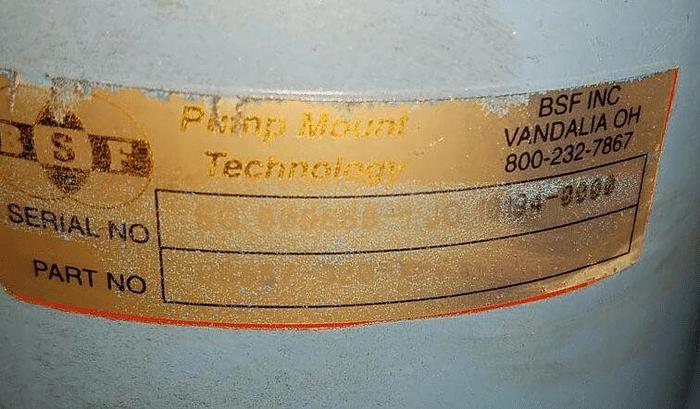 BSF
Pump Mount
Technology
BSF INC
VANDALIA OH
800-232-7867
SERIAL NO
PART NO